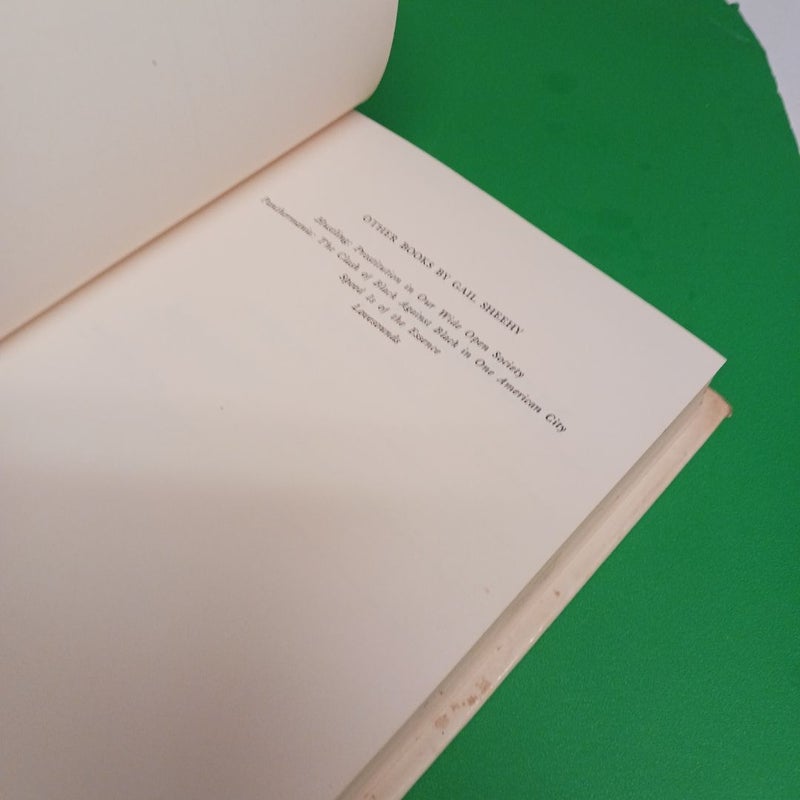 OTHER BOOKS BY GAIL SHEEHY
Hustling: Prostitution in Our Wide Open Society
Panthermania: The Clash of Black Against Black in One American City
Speed Is of the Essence
Lovesounds